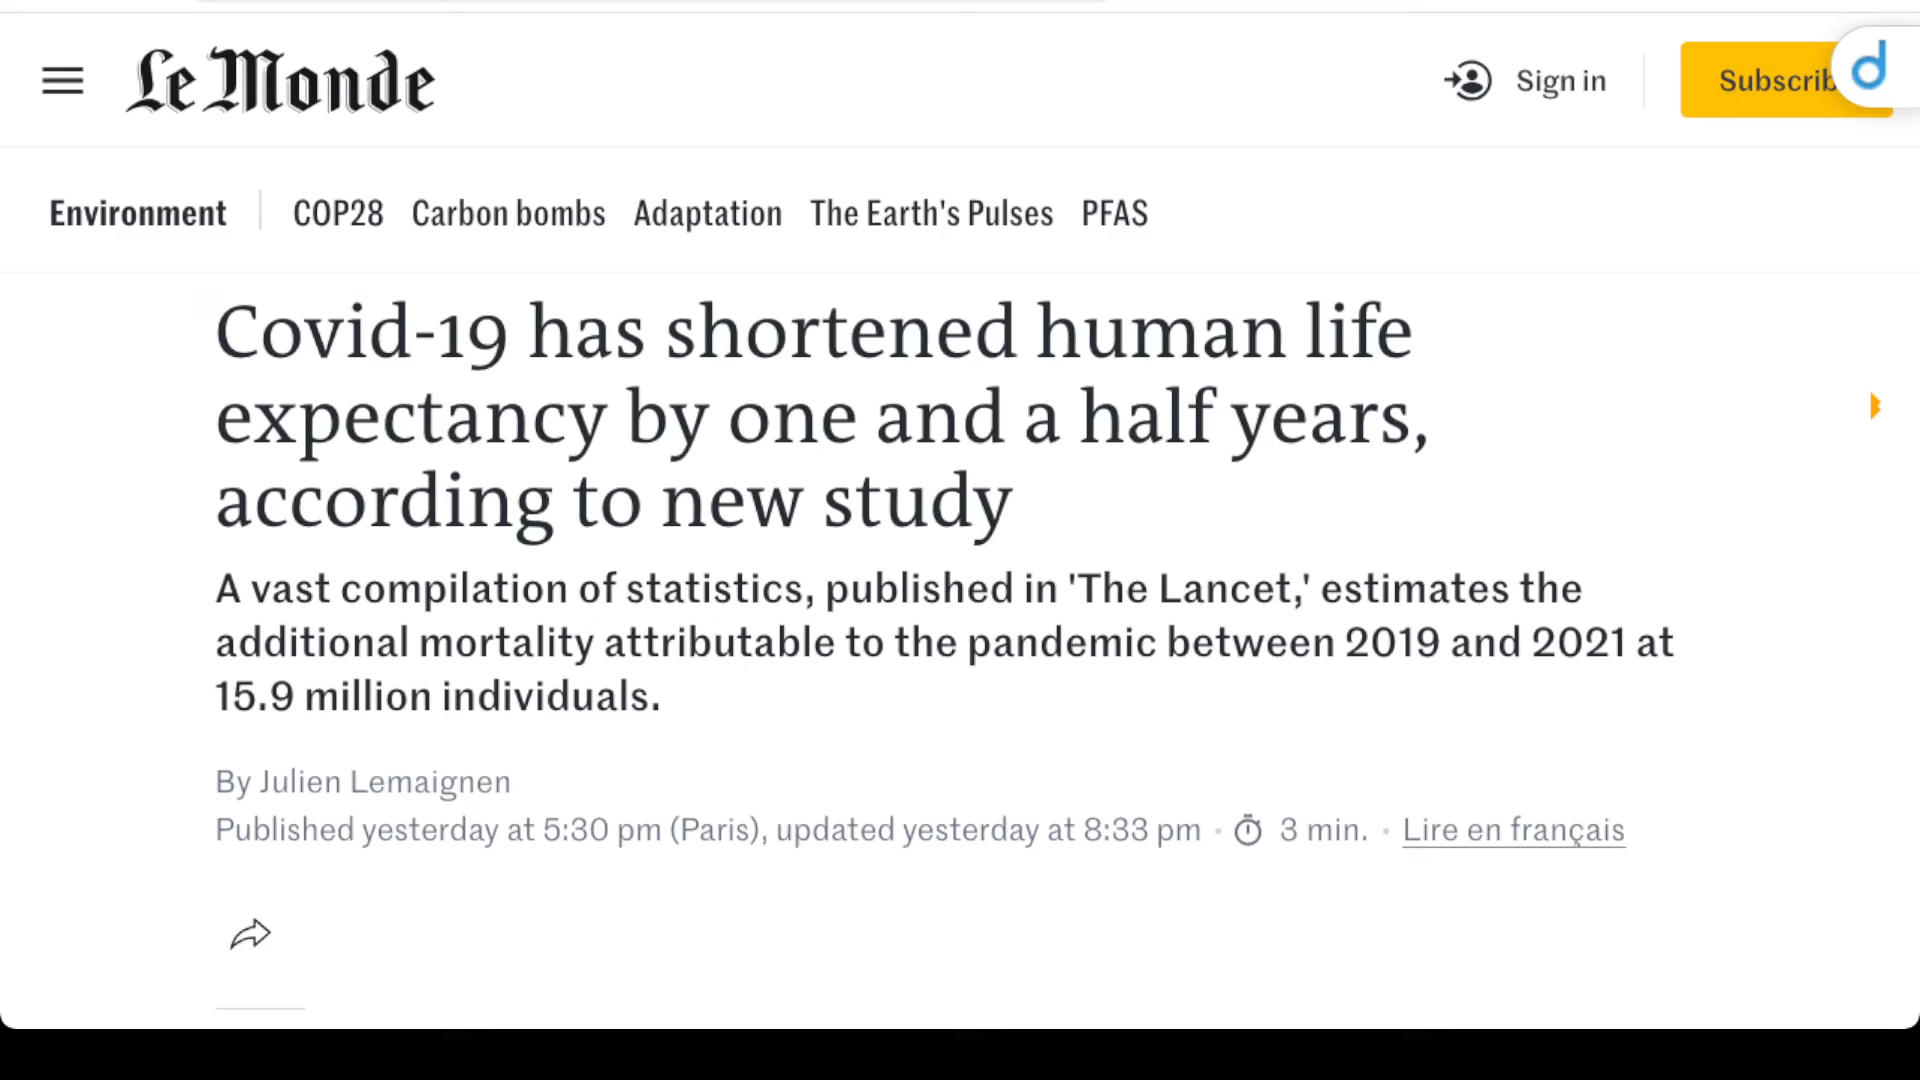 Le Monde
Sign in
Subscrib
d
Environment
COP28
Carbon bombs
Adaptation
The Earth's Pulses
PFAS
Covid-19 has shortened human life
expectancy by one and a half years,
according to new study
A vast compilation of statistics, published in 'The Lancet,' estimates the
additional mortality attributable to the pandemic between 2019 and 2021 at
15.9 million individuals.
By Julien Lemaignen
Published yesterday at 5:30 pm (Paris), updated yesterday at 8:33 pm • 3 min. • Lire en français